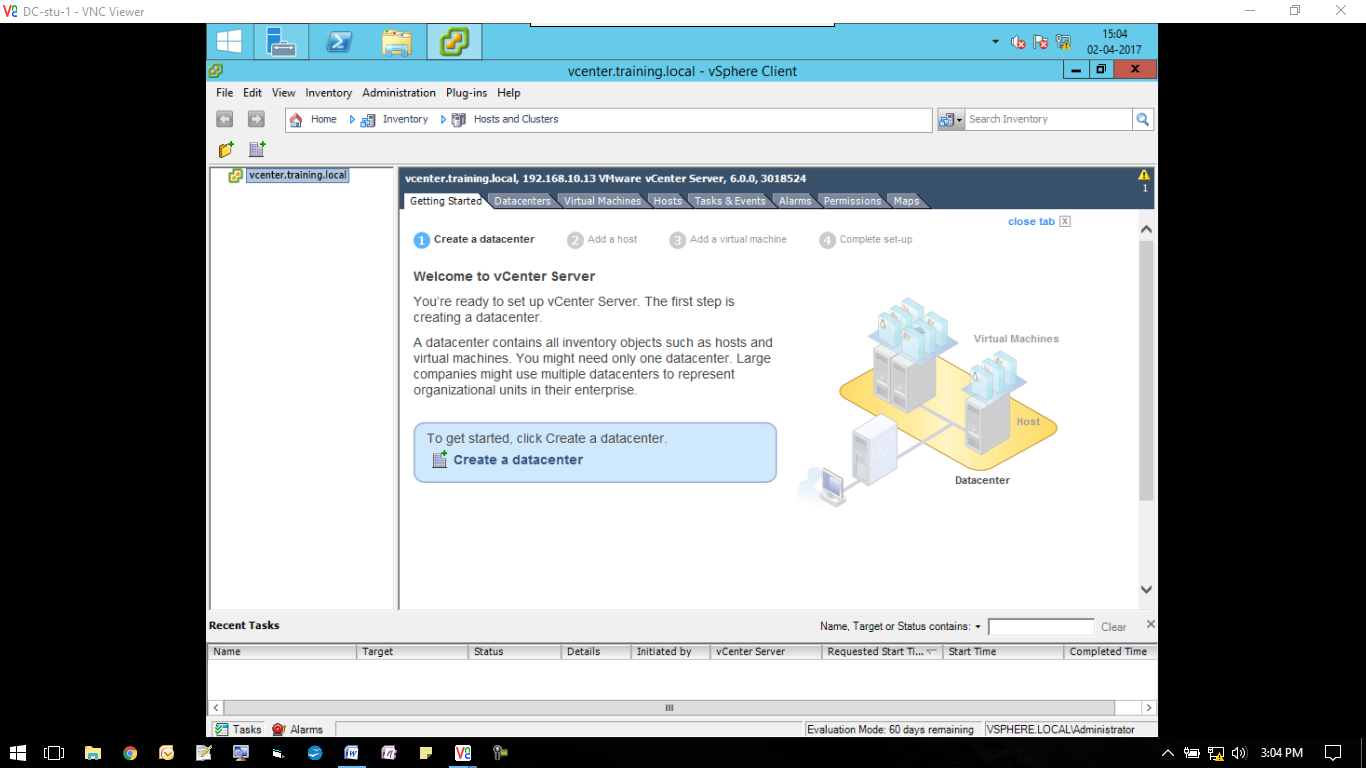 DC-stu-1 - VNC Viewer
15:04
02-04-2017
vcenter.training.local - vSphere Client
File Edit View Inventory Administration Plug-ins Help
Home Inventory Hosts and Clusters
Search Inventory
vcenter.training.local
vcenter.training.local, 192.168.10.13 VMware vCenter Server, 6.0.0, 3018524
1
Getting Started Datacenters Virtual Machines Hosts Tasks & Events Alarms Permissions Maps
close tab X
1 Create a datacenter 2 Add a host 3 Add a virtual machine 4 Complete set-up
Welcome to vCenter Server
You're ready to set up vCenter Server. The first step is
creating a datacenter.
A datacenter contains all inventory objects such as hosts and
virtual machines. You might need only one datacenter. Large
companies might use multiple datacenters to represent
organizational units in their enterprise.
To get started, click Create a datacenter.
Create a datacenter
Virtual Machines
Host
Datacenter
Recent Tasks
Name, Target or Status contains: Clear
Name Target Status Details Initiated by vCenter Server Requested Start Ti... Start Time Completed Time
Tasks Alarms
Evaluation Mode: 60 days remaining VSPHERE.LOCAL\Administrator
3:04 PM